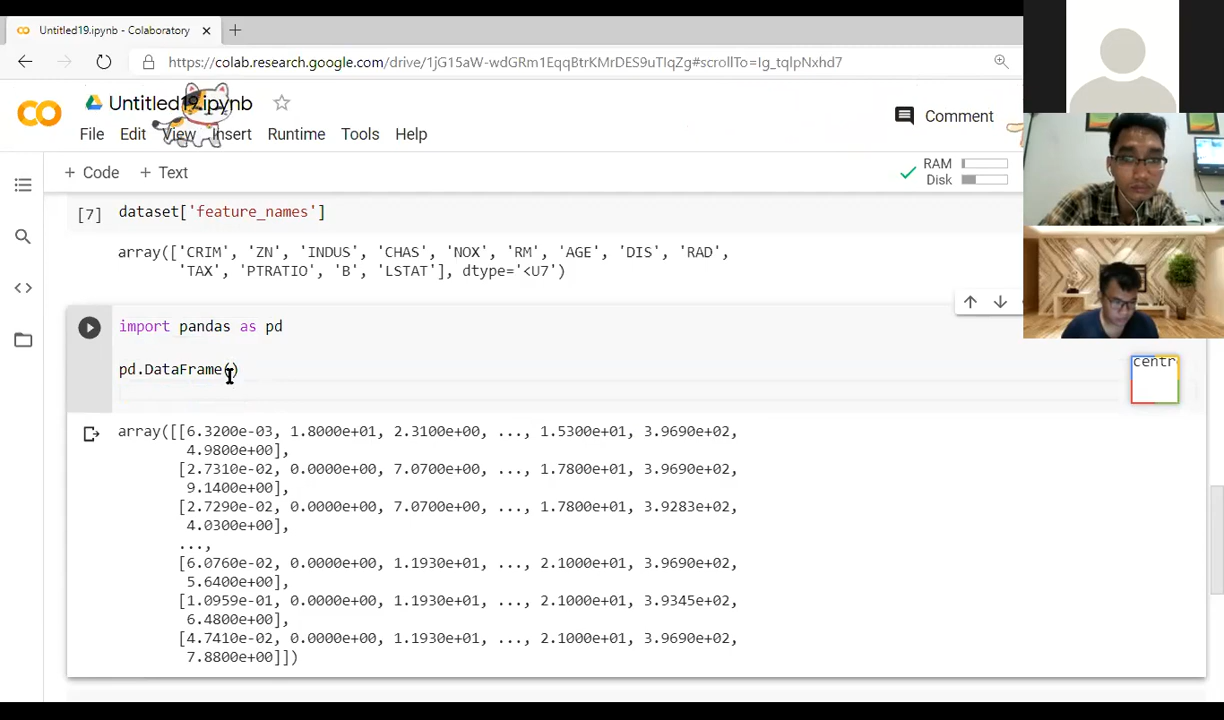 Untitled19.ipynb - Colaboratory
https://colab.research.google.com/drive/1jG15aW-wdGRm1EqqBtrKMrDES9uTlqZg#scrollTo=Ig_tqlpNxhd7
Untitled19.ipynb
Comment
File Edit View Insert Runtime Tools Help
+ Code + Text
RAM
Disk
[7] dataset['feature_names']
array(['CRIM', 'ZN', 'INDUS', 'CHAS', 'NOX', 'RM', 'AGE', 'DIS', 'RAD',
'TAX', 'PTRATIO', 'B', 'LSTAT'], dtype='<U7')
import pandas as pd
pd.DataFrame()
centr
array([[6.3200e-03, 1.8000e+01, 2.3100e+00, ..., 1.5300e+01, 3.9690e+02,
4.9800e+00],
[2.7310e-02, 0.0000e+00, 7.0700e+00, ..., 1.7800e+01, 3.9690e+02,
9.1400e+00],
[2.7290e-02, 0.0000e+00, 7.0700e+00, ..., 1.7800e+01, 3.9283e+02,
4.0300e+00],
...,
[6.0760e-02, 0.0000e+00, 1.1930e+01, ..., 2.1000e+01, 3.9690e+02,
5.6400e+00],
[1.0959e-01, 0.0000e+00, 1.1930e+01, ..., 2.1000e+01, 3.9345e+02,
6.4800e+00],
[4.7410e-02, 0.0000e+00, 1.1930e+01, ..., 2.1000e+01, 3.9690e+02,
7.8800e+00]])